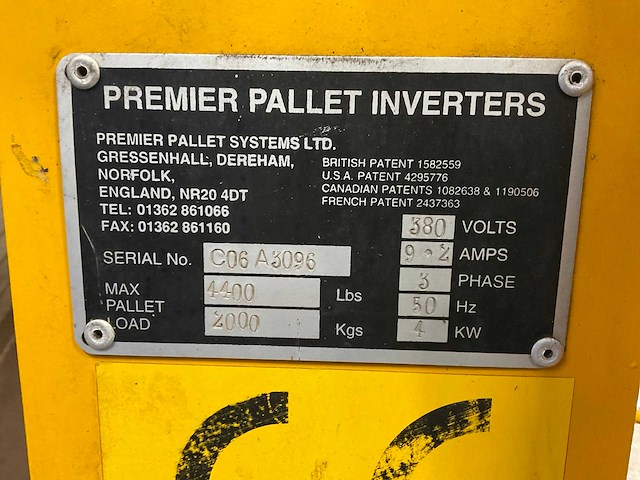 PREMIER PALLET INVERTERS
PREMIER PALLET SYSTEMS LTD.
GRESSENHALL, DEREHAM,
NORFOLK,
ENGLAND, NR20 4DT
TEL: 01362 861066
FAX: 01362 861160
BRITISH PATENT 1582559
U.S.A. PATENT 4295776
CANADIAN PATENTS 1082638 & 1190506
FRENCH PATENT 2437363
SERIAL No. C06 A3096
MAX PALLET LOAD
4400 Lbs
2000 Kgs
380 VOLTS
9.2 AMPS
3 PHASE
50 Hz
4 KW
CE